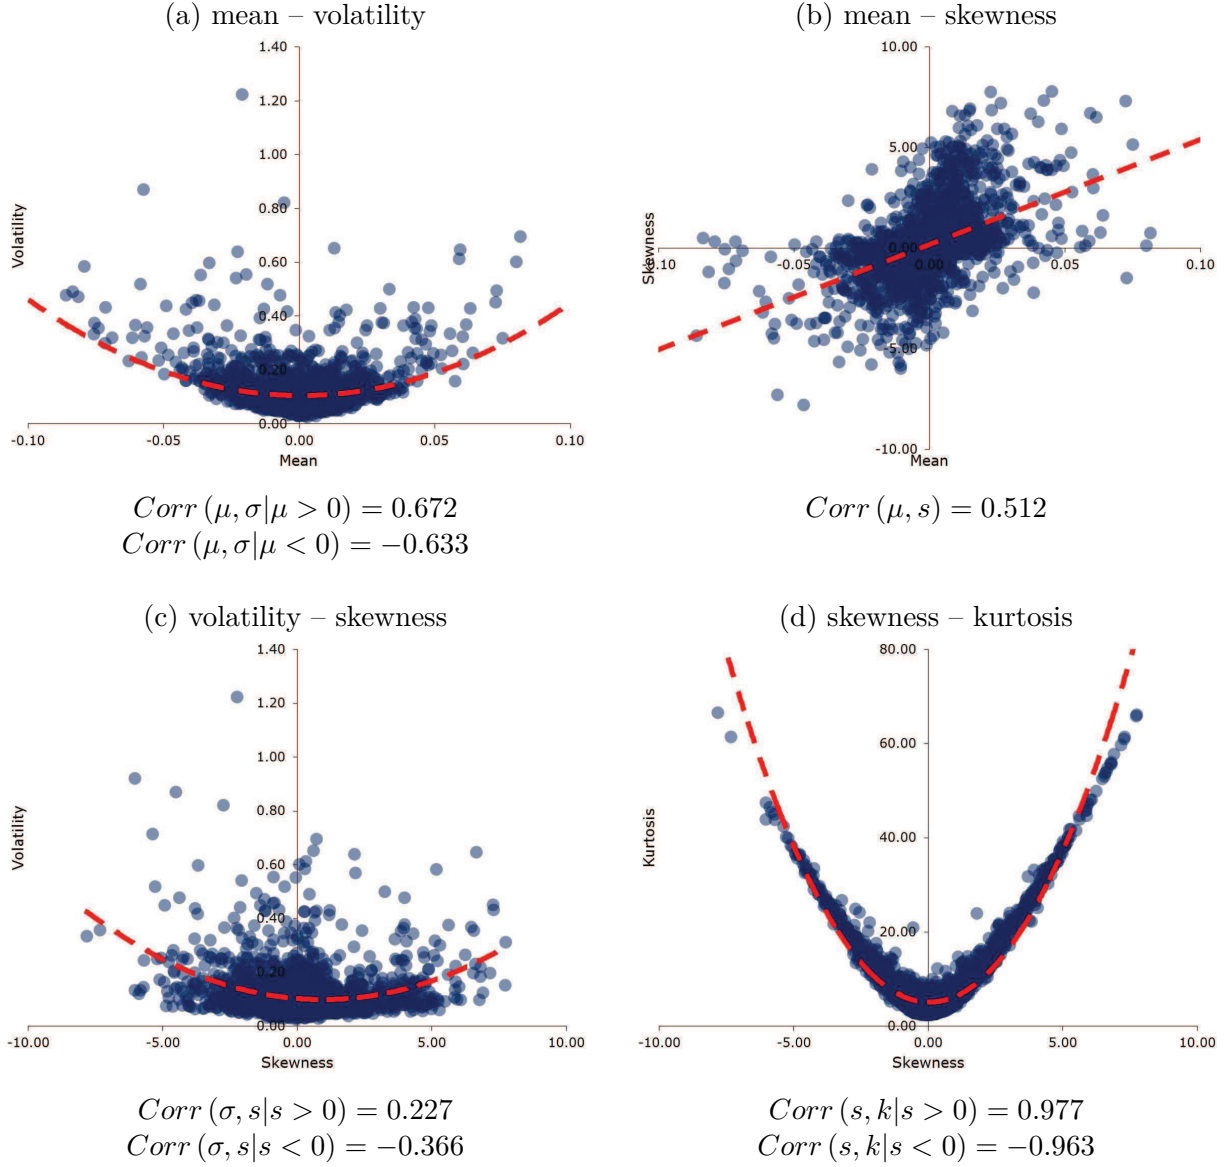 (a) mean – volatility
1.40
1.20
1.00
0.80
0.60
0.40
0.20
0.00
Volatility
-0.10 -0.05 0.00 0.05 0.10
Mean
Corr (μ, σ|μ > 0) = 0.672
Corr (μ, σ|μ < 0) = −0.633
(b) mean – skewness
10.00
5.00
0.00
-5.00
-10.00
Skewness
-0.10 -0.05 0.00 0.05 0.10
Mean
Corr (μ, s) = 0.512
(c) volatility – skewness
1.40
1.20
1.00
0.80
0.60
0.40
0.20
0.00
Volatility
-10.00 -5.00 0.00 5.00 10.00
Skewness
Corr (σ, s|s > 0) = 0.227
Corr (σ, s|s < 0) = −0.366
(d) skewness – kurtosis
80.00
60.00
40.00
20.00
0.00
Kurtosis
-10.00 -5.00 0.00 5.00 10.00
Skewness
Corr (s, k|s > 0) = 0.977
Corr (s, k|s < 0) = −0.963